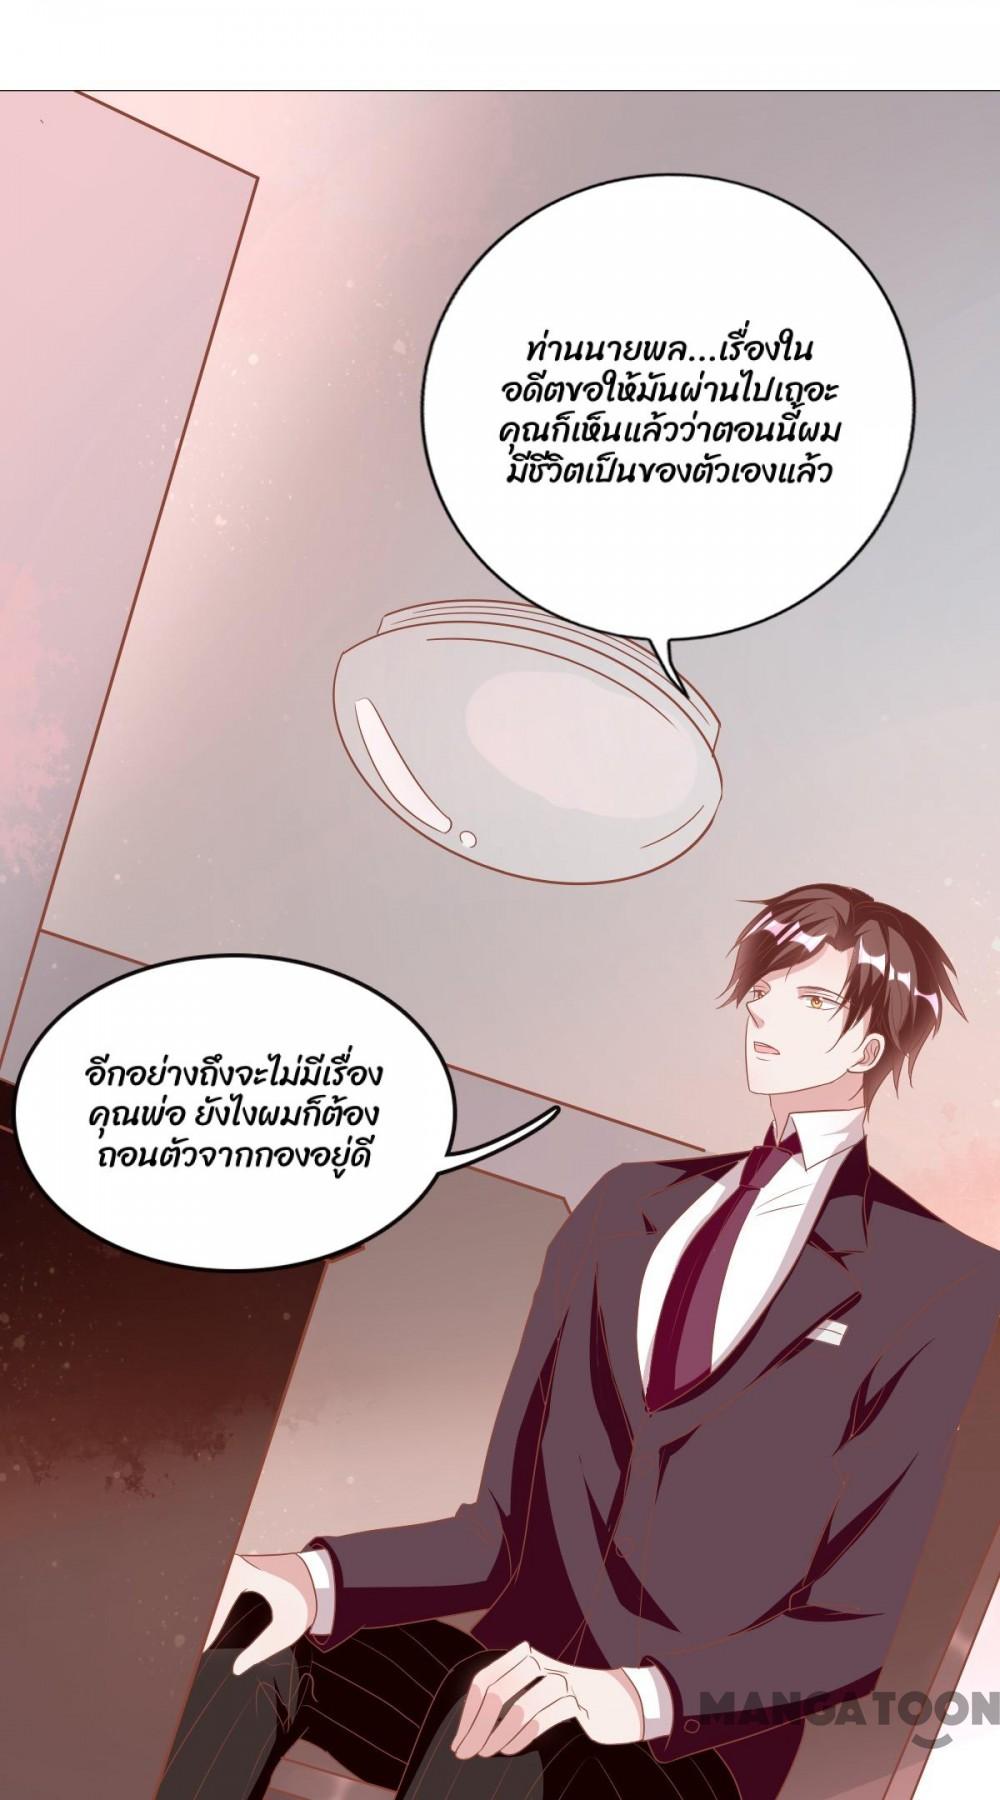 ท่านนายพล...เรื่องใน
อดีตขอให้มันผ่านไปเถอะ
คุณก็เห็นแล้วว่าตอนนี้ผม
มีชีวิตเป็นของตัวเองแล้ว
อีกอย่างถึงจะไม่มีเรื่อง
คุณพ่อ ยังไงผมก็ต้อง
ถอนตัวจากกองอยู่ดี
MANGATOON